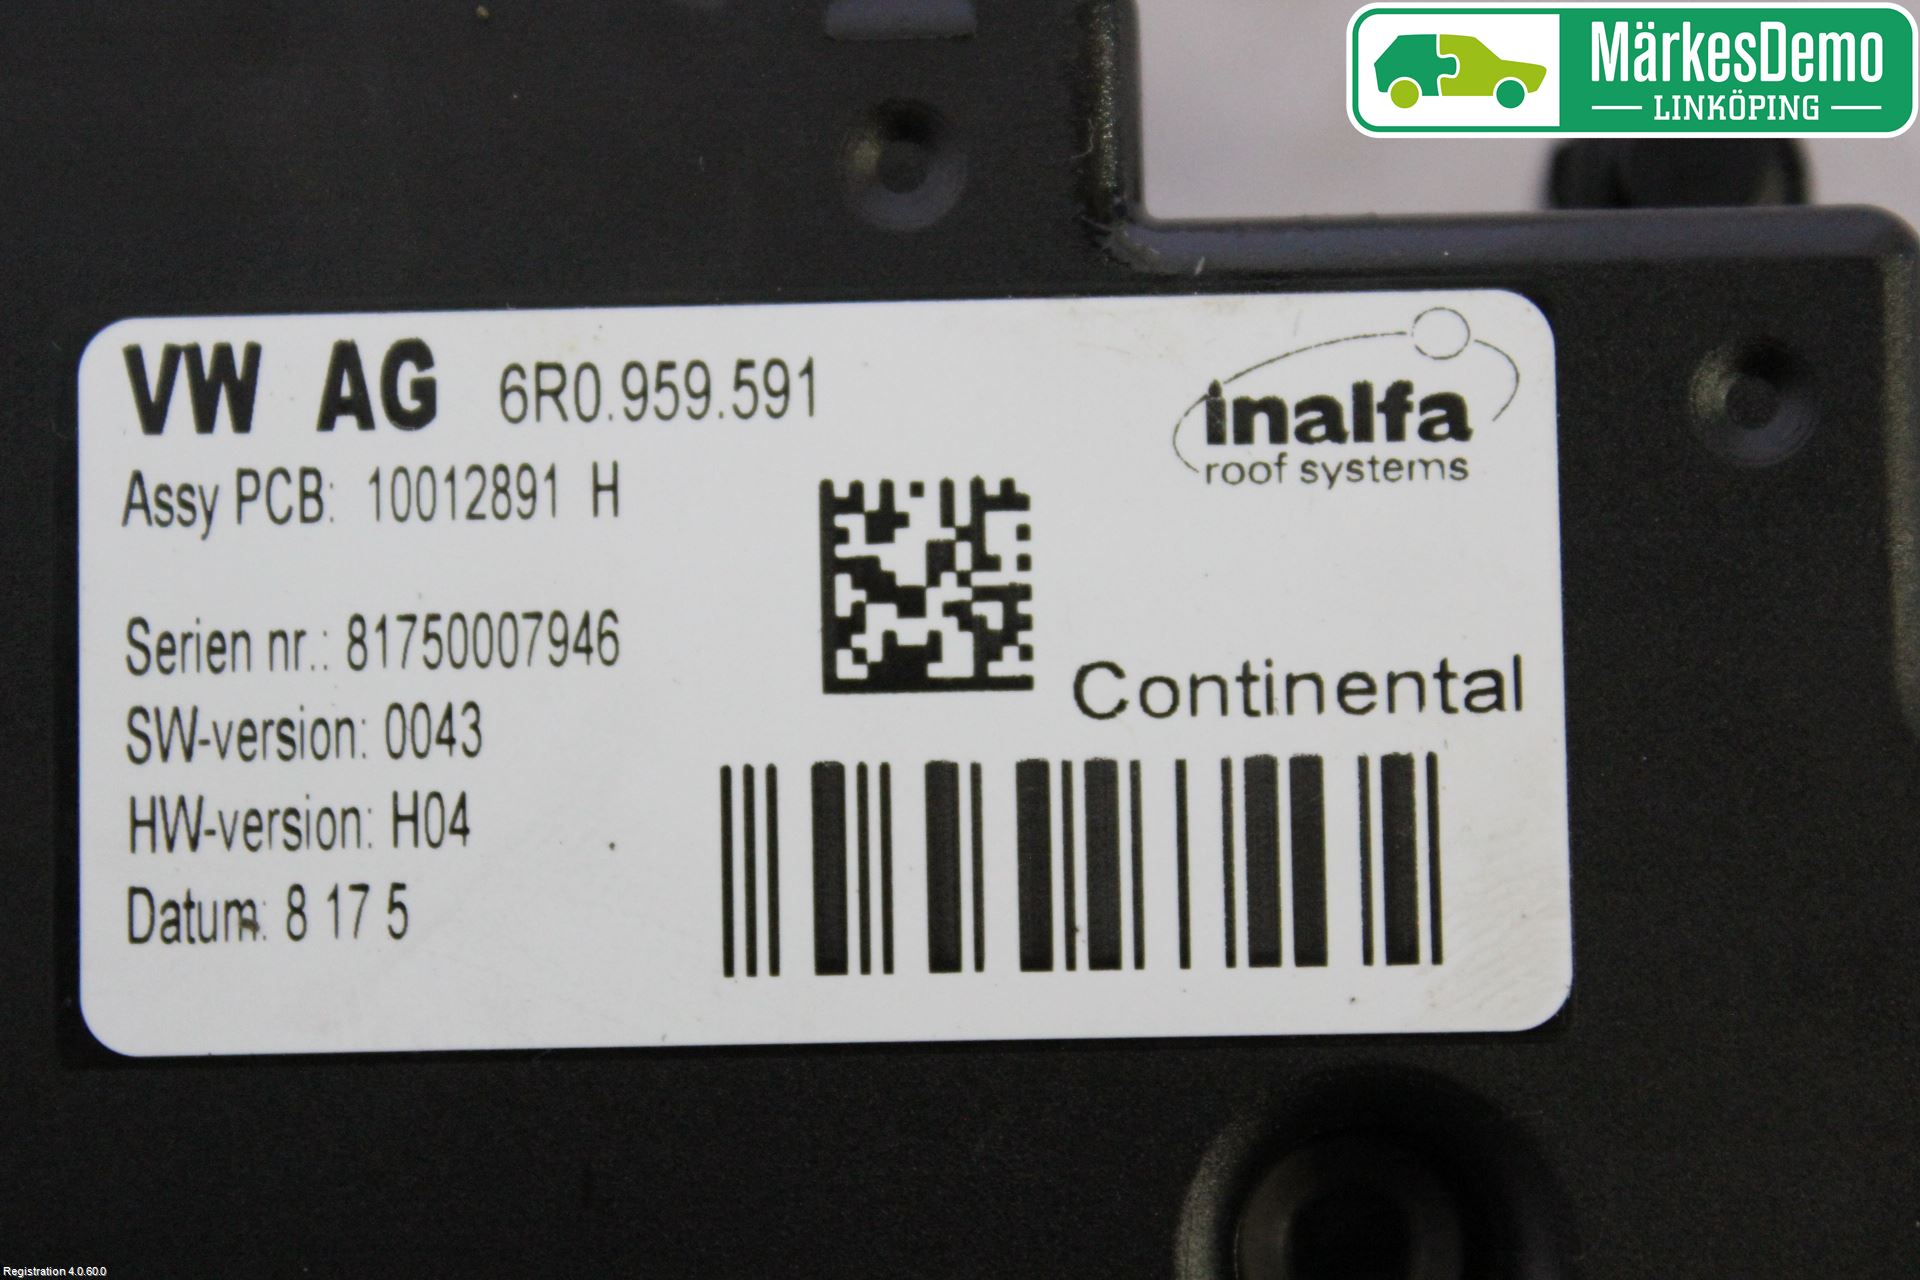 MärkesDemo
LINKÖPING
VW AG 6R0.959.591
inalfa
roof systems
Assy PCB: 10012891 H
Serien nr.: 81750007946
SW-version: 0043
HW-version: H04
Datum: 8 17 5
Continental
Registration 4.0.60.0